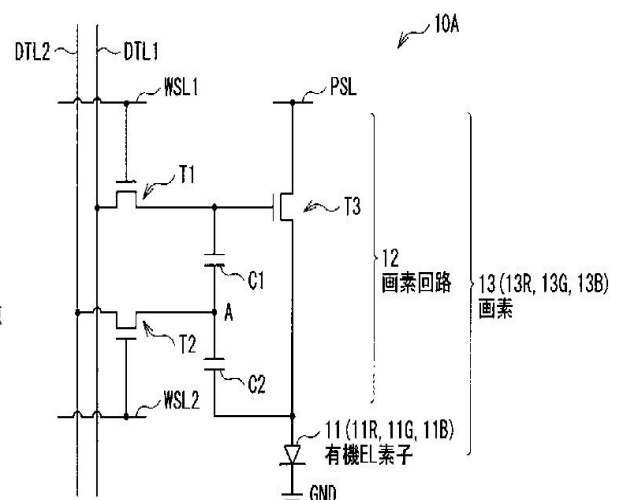 10A
DTL2
DTL1
WSL1
PSL
T1
T3
C1
12
画素回路
13(13R, 13G, 13B)
画素
A
T2
C2
WSL2
11(11R, 11G, 11B)
有機EL素子
GND